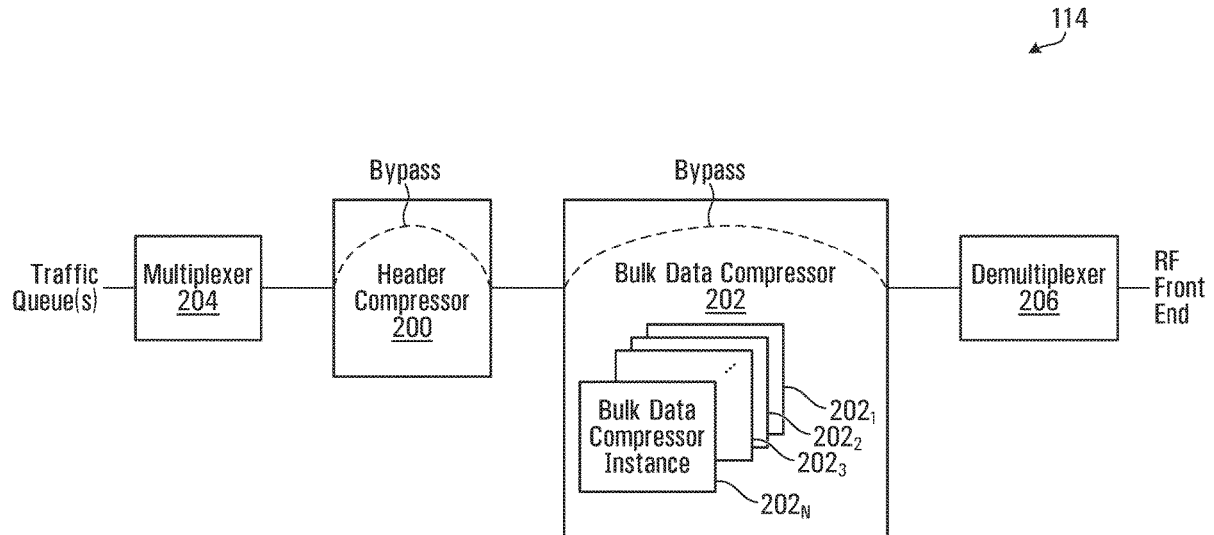 114
Bypass
Bypass
Traffic
Queue(s)
Multiplexer
204
Header
Compressor
200
Bulk Data Compressor
202
Demultiplexer
206
RF
Front
End
Bulk Data
Compressor
Instance
202₁
202₂
202₃
202N